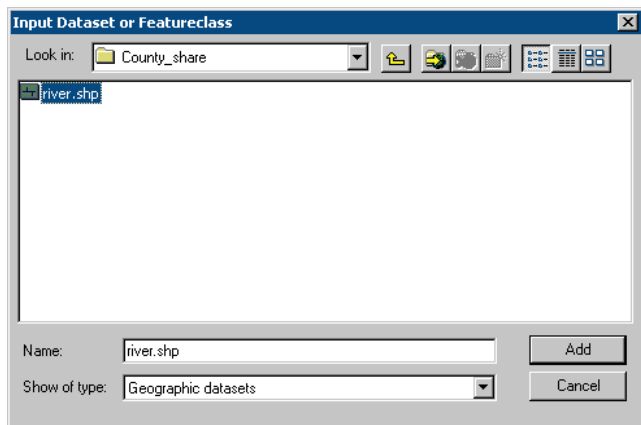 Input Dataset or Featureclass
Look in: County_share
river.shp
Name: river.shp Add
Show of type: Geographic datasets Cancel